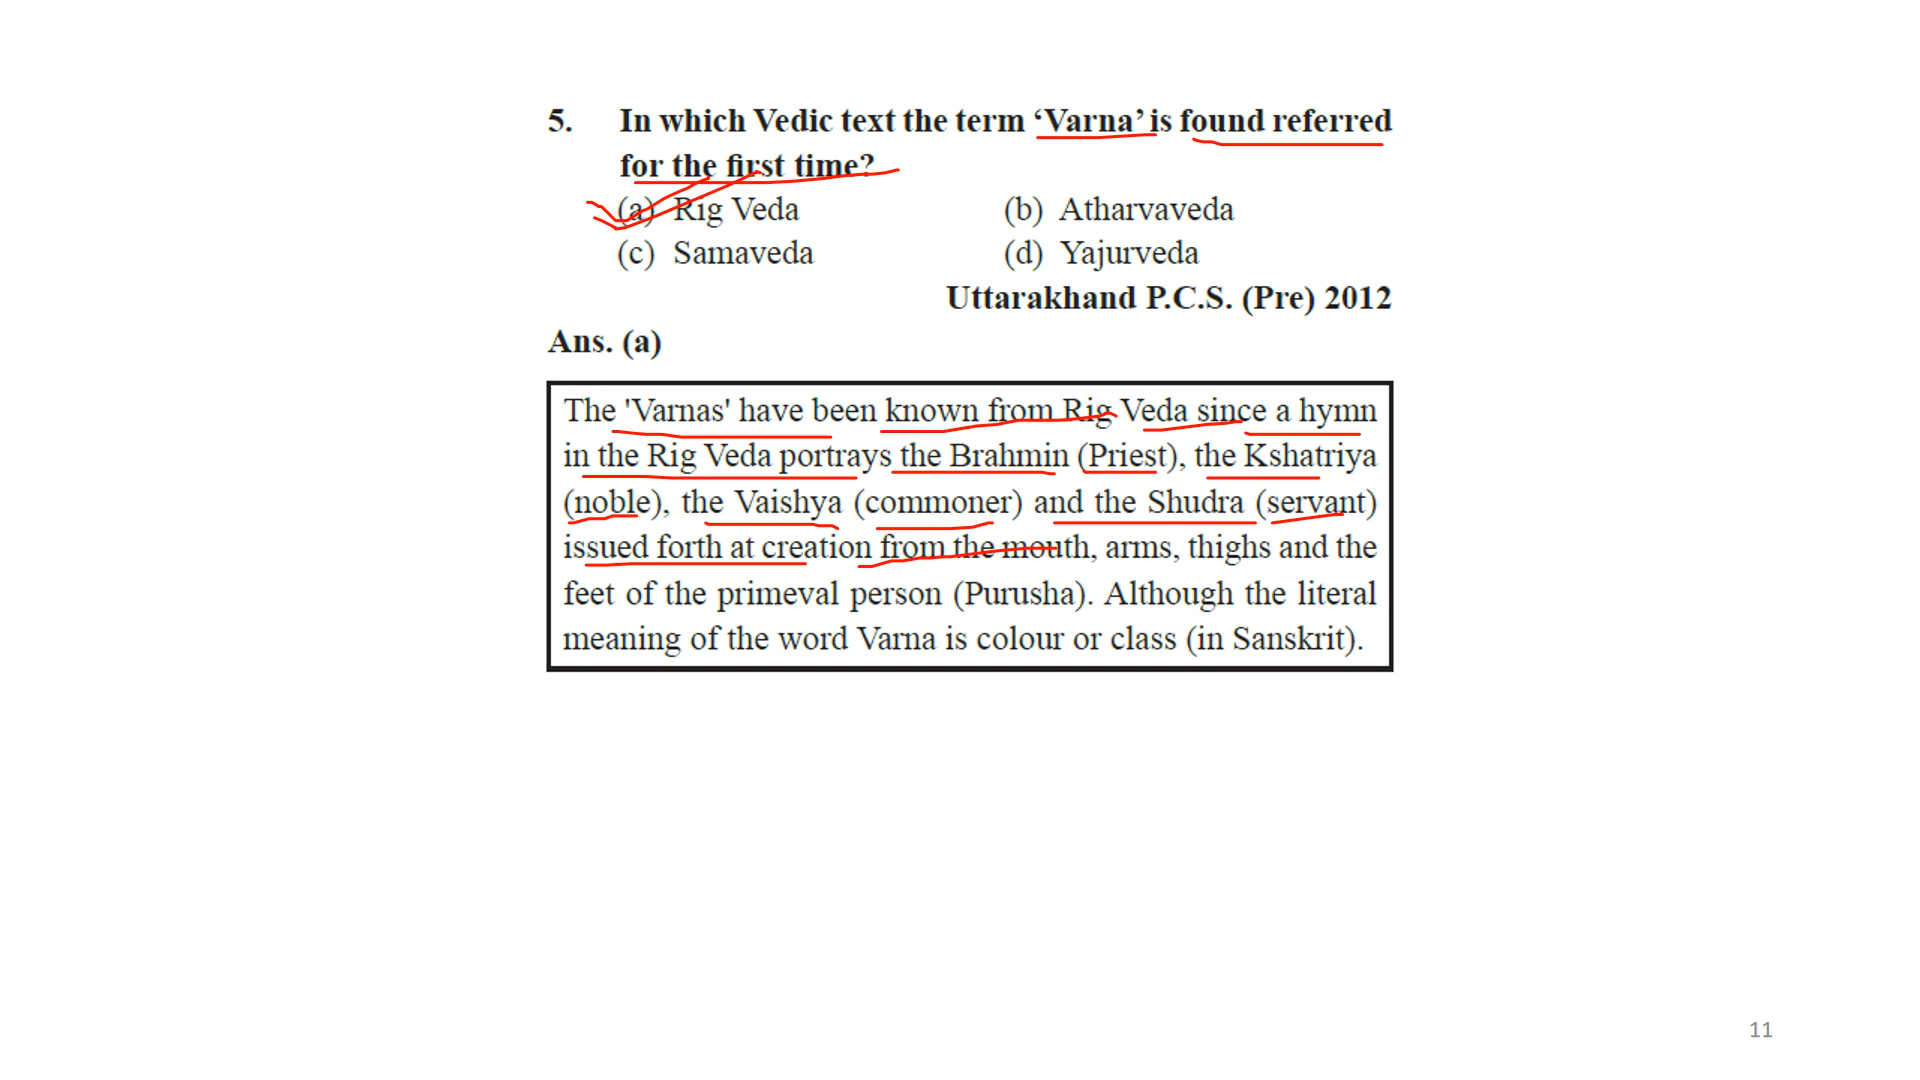 5. In which Vedic text the term ‘Varna’ is found referred
for the first time?
(a) Rig Veda (b) Atharvaveda
(c) Samaveda (d) Yajurveda
Uttarakhand P.C.S. (Pre) 2012
Ans. (a)
The 'Varnas' have been known from Rig Veda since a hymn
in the Rig Veda portrays the Brahmin (Priest), the Kshatriya
(noble), the Vaishya (commoner) and the Shudra (servant)
issued forth at creation from the mouth, arms, thighs and the
feet of the primeval person (Purusha). Although the literal
meaning of the word Varna is colour or class (in Sanskrit).
11